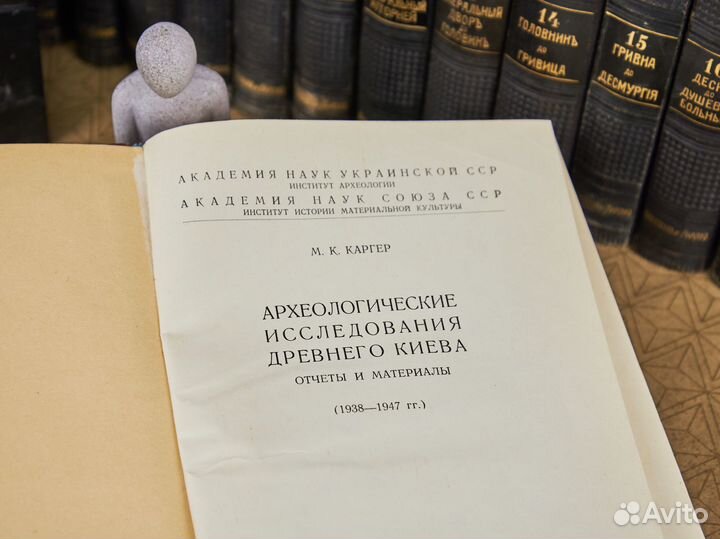 АКАДЕМИЯ НАУК УКРАИНСКОЙ ССР
ИНСТИТУТ АРХЕОЛОГИИ
АКАДЕМИЯ НАУК СОЮЗА ССР
ИНСТИТУТ ИСТОРИИ МАТЕРИАЛЬНОЙ КУЛЬТУРЫ
М. К. КАРГЕР
АРХЕОЛОГИЧЕСКИЕ
ИССЛЕДОВАНИЯ
ДРЕВНЕГО КИЕВА
ОТЧЕТЫ И МАТЕРИАЛЫ
(1938—1947 гг.)
ДВОРЪ
14
ГОЛОВНИНЪ
до
ГРИВИЦА
15
ГРИВНА
до
ДЕСМУРГІЯ
Avito